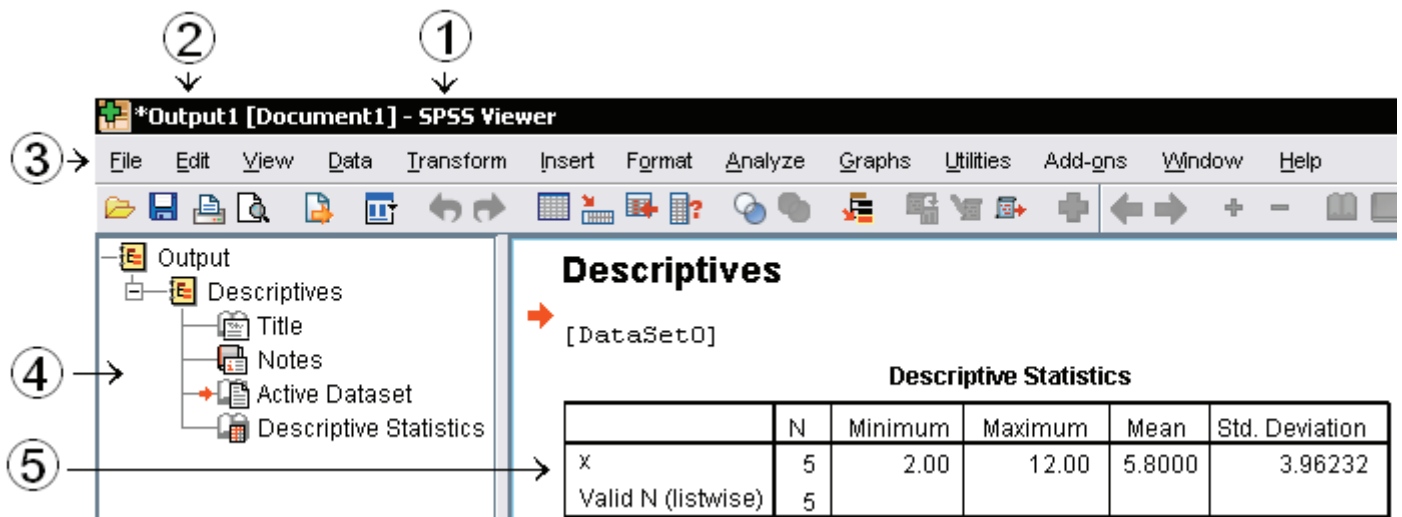 ② ①
*Output1 [Document1] - SPSS Viewer
③ File Edit View Data Transform Insert Format Analyze Graphs Utilities Add-ons Window Help
Output
Descriptives
Title
Notes
④ Active Dataset
Descriptive Statistics
Descriptives
[DataSet0]
Descriptive Statistics
N Minimum Maximum Mean Std. Deviation
⑤ x 5 2.00 12.00 5.8000 3.96232
Valid N (listwise) 5